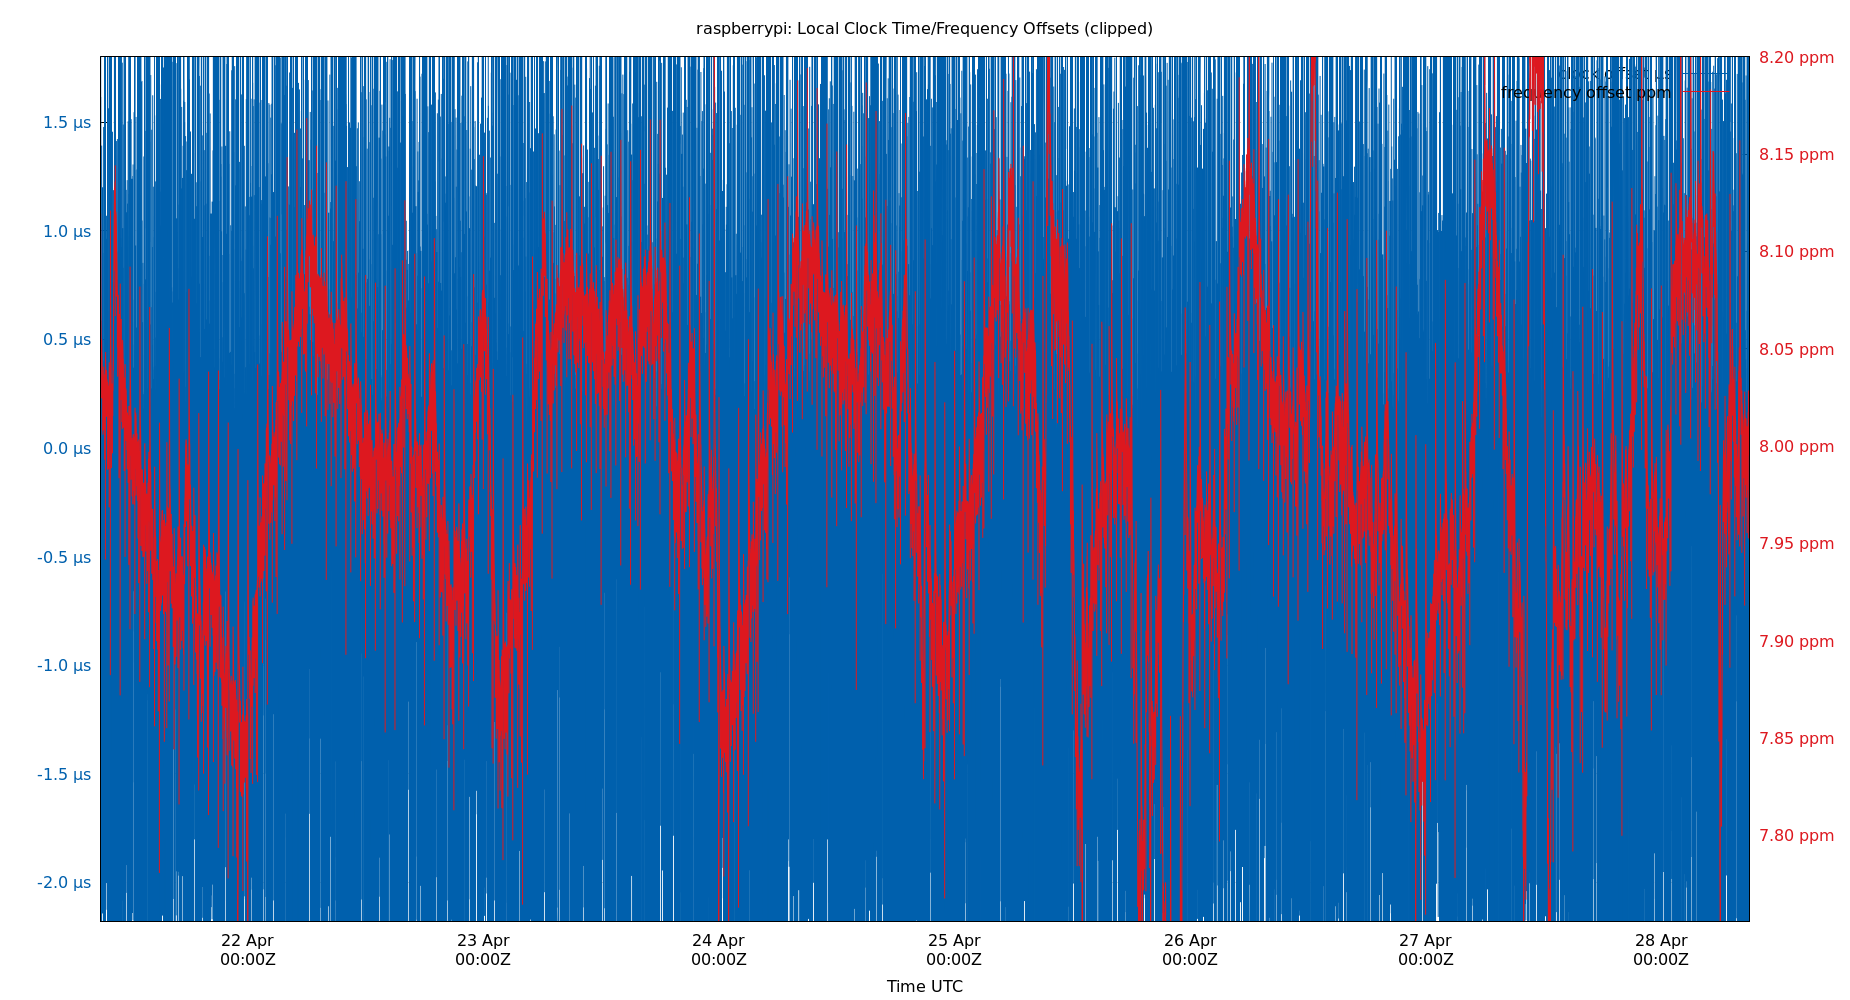 raspberrypi: Local Clock Time/Frequency Offsets (clipped)
8.20 ppm
clock offset µs
frequency offset ppm
1.5 µs
8.15 ppm
1.0 µs
8.10 ppm
0.5 µs
8.05 ppm
0.0 µs
8.00 ppm
-0.5 µs
7.95 ppm
-1.0 µs
7.90 ppm
-1.5 µs
7.85 ppm
-2.0 µs
7.80 ppm
22 Apr 23 Apr 24 Apr 25 Apr 26 Apr 27 Apr 28 Apr
00:00Z 00:00Z 00:00Z 00:00Z 00:00Z 00:00Z 00:00Z
Time UTC